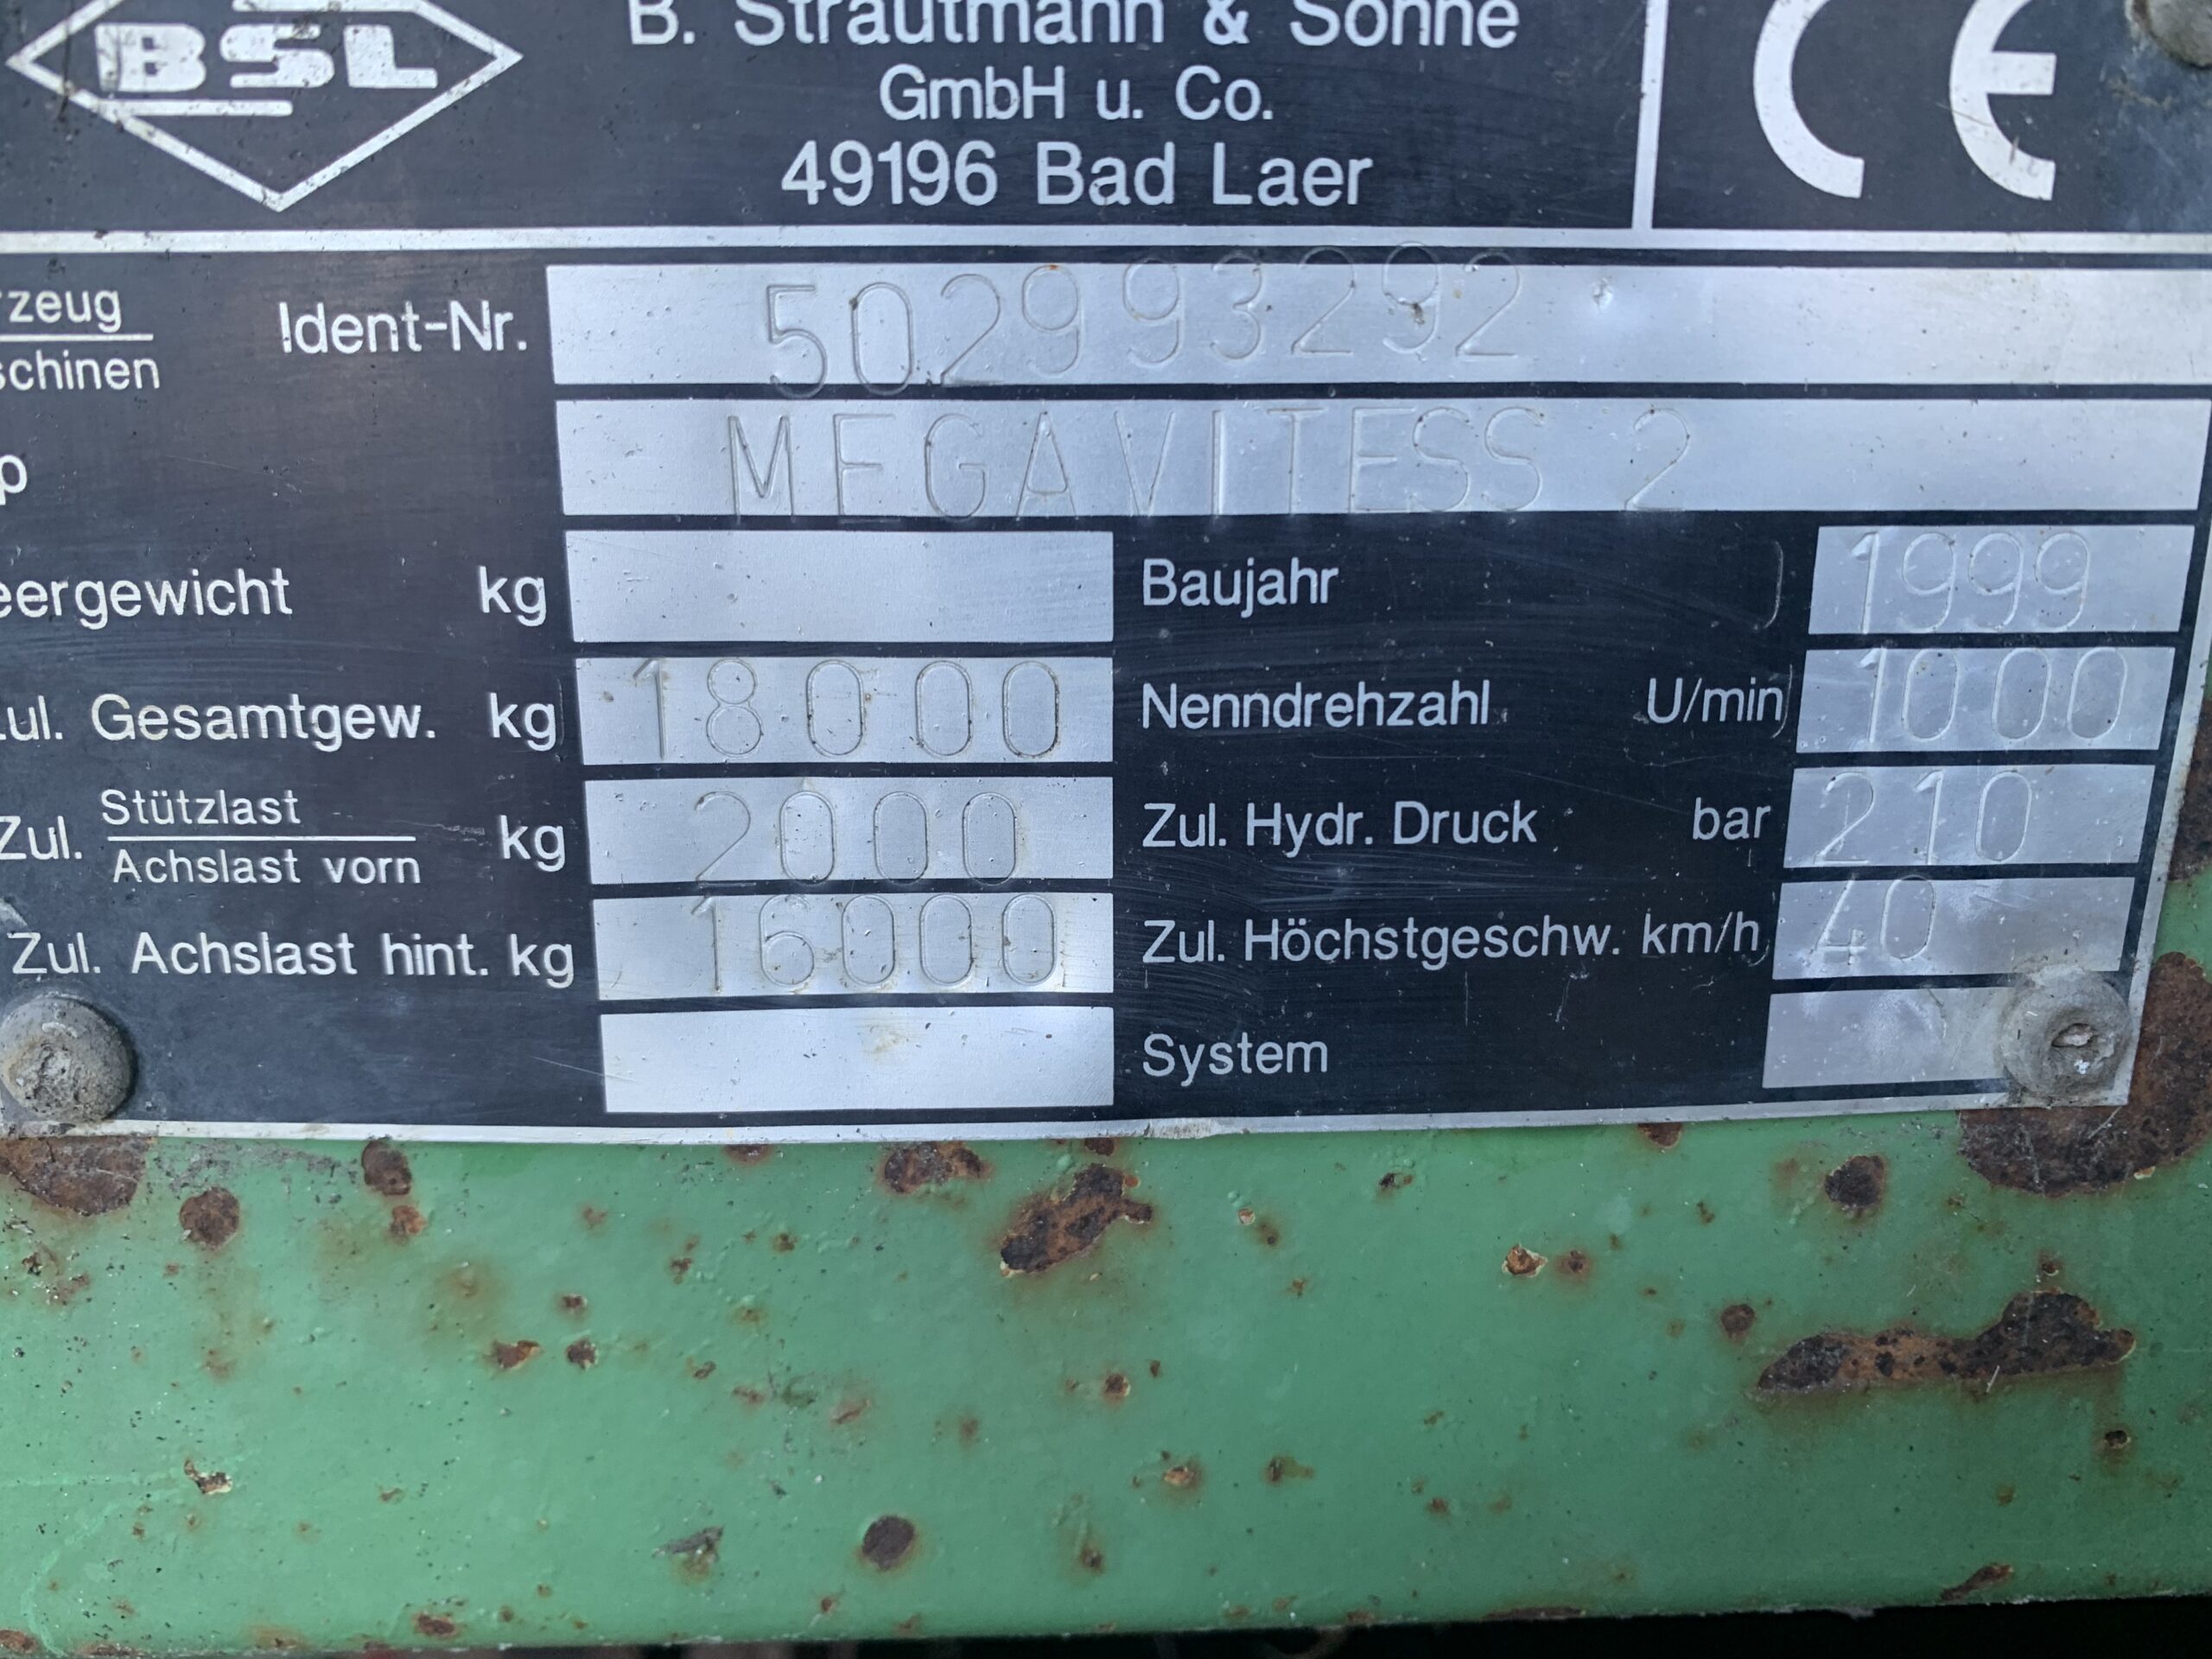 BSL
B. Strautmann & Söhne
GmbH u. Co.
49196 Bad Laer
CE
rzeug
schinen
Ident-Nr. 502993292
p MEGAVITESS 2
eergewicht kg
Baujahr 1999
Zul. Gesamtgew. kg 18000
Nenndrehzahl U/min 1000
Zul. Stützlast
Achslast vorn kg 2000
Zul. Hydr. Druck bar 210
Zul. Achslast hint. kg 16000
Zul. Höchstgeschw. km/h 40
System